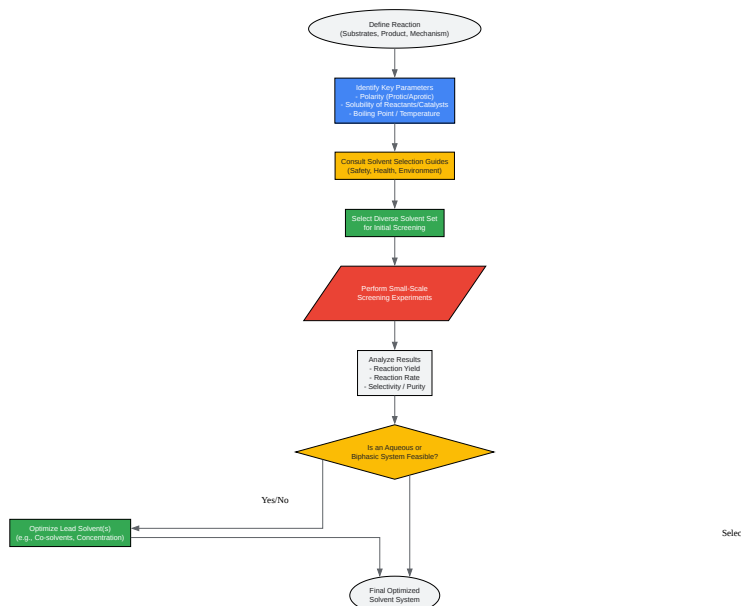 Define Reaction
(Substrates, Product, Mechanism)
Identify Key Parameters
- Polarity (Protic/Aprotic)
- Solubility of Reactants/Catalysts
- Boiling Point / Temperature
Consult Solvent Selection Guides
(Safety, Health, Environment)
Select Diverse Solvent Set
for Initial Screening
Perform Small-Scale
Screening Experiments
Analyze Results
- Reaction Yield
- Reaction Rate
- Selectivity / Purity
Is an Aqueous or
Biphasic System Feasible?
Yes/No
Optimize Lead Solvent(s)
(e.g., Co-solvents, Concentration)
Selec
Final Optimized
Solvent System